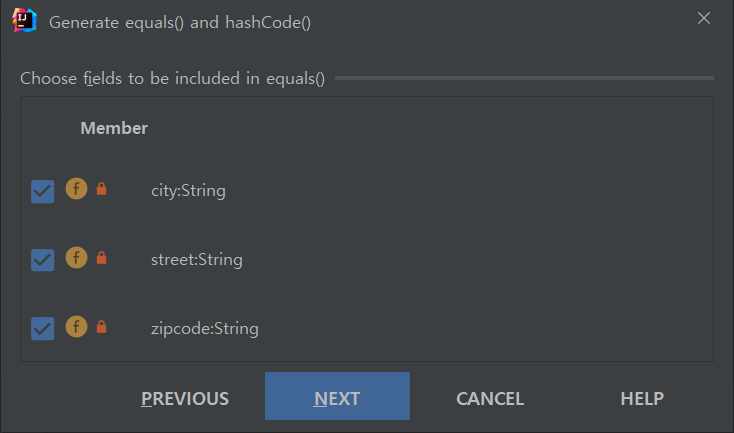 Generate equals() and hashCode()
Choose fields to be included in equals()
Member
city:String
street:String
zipcode:String
PREVIOUS NEXT CANCEL HELP